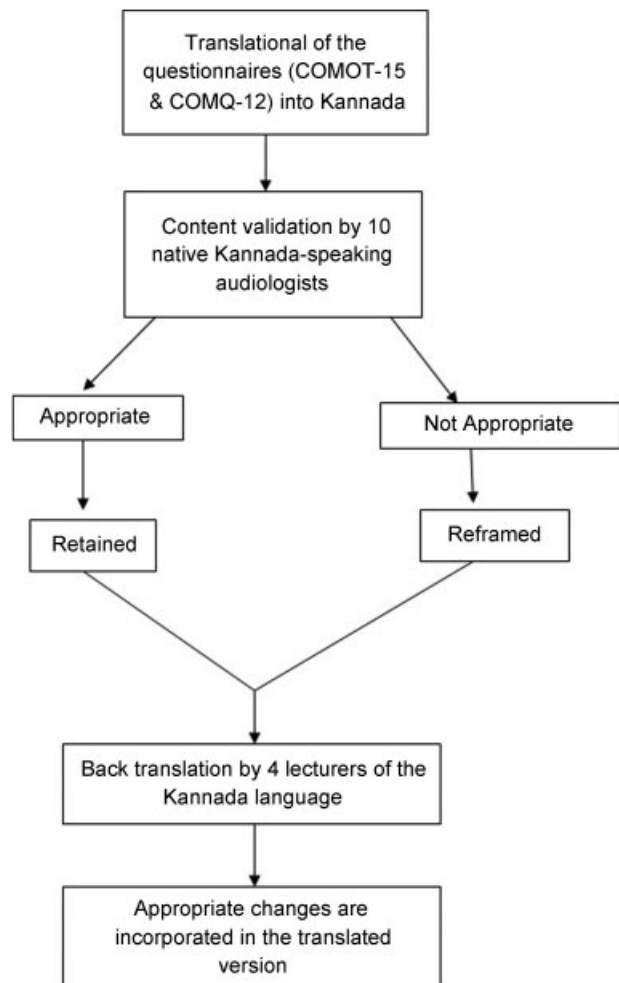 Translational of the
questionnaires (COMOT-15
& COMQ-12) into Kannada
Content validation by 10
native Kannada-speaking
audiologists
Appropriate
Not Appropriate
Retained
Reframed
Back translation by 4 lecturers of the
Kannada language
Appropriate changes are
incorporated in the translated
version